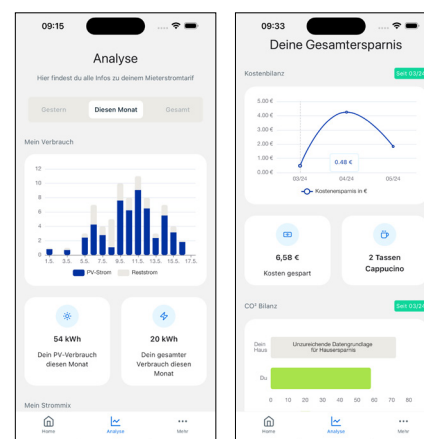 09:15
Analyse
Hier findest du alle Infos zu deinem Mieterstromtarif
Gestern
Diesen Monat
Gesamt
Mein Verbrauch
12
10
8
6
4
2
0
1.5.
3.5.
5.5.
7.5.
9.5.
11.5.
13.5.
15.5.
17.5.
PV-Strom
Reststrom
54 kWh
Dein PV-Verbrauch
diesen Monat
20 kWh
Dein gesamter
Verbrauch diesen
Monat
Mein Strommix
Home
Analyse
Mehr
09:33
Deine Gesamtersparnis
Kostenbilanz
Seit 03/24
5.00 €
4.00 €
3.00 €
2.00 €
1.00 €
0.00 €
0.48 €
03/24
04/24
05/24
Kostenersparnis in €
6,58 €
Kosten gespart
2 Tassen
Cappucino
CO² Bilanz
Seit 03/24
Dein
Haus
Unzureichende Datengrundlage
für Hausersparnis
Du
0
10
20
30
40
50
60
70
80
Home
Analyse
Mehr